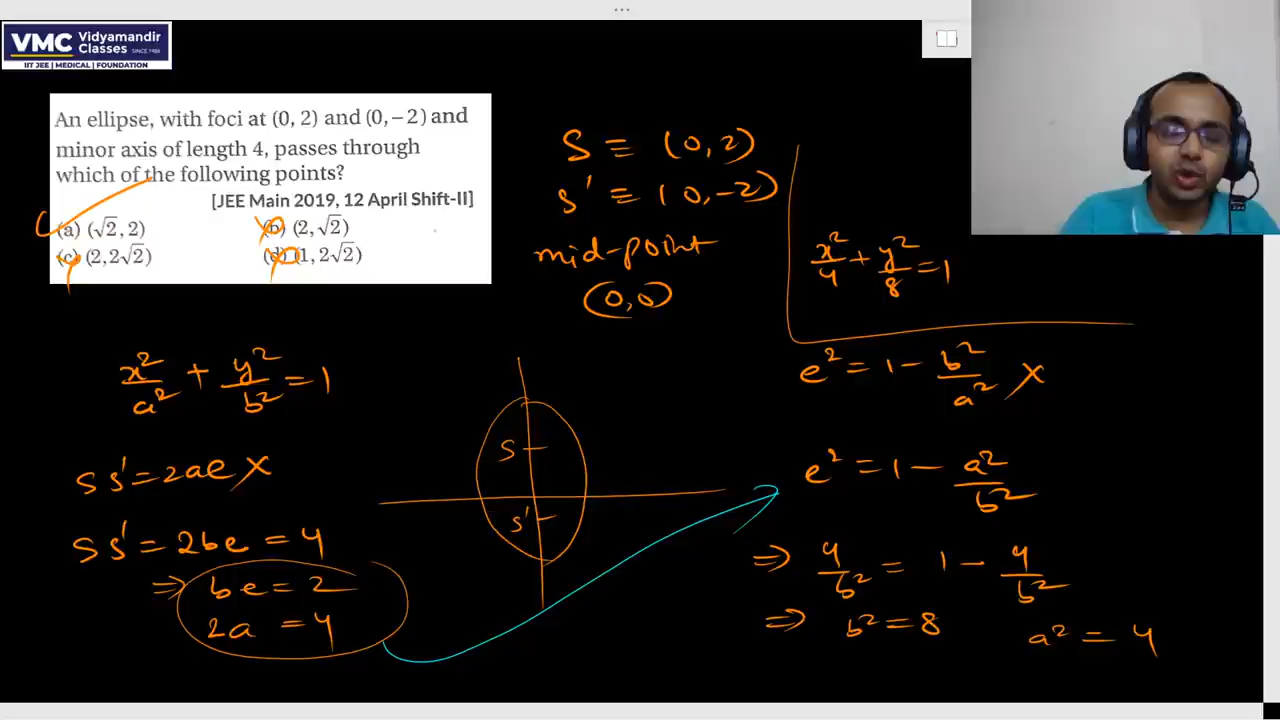 VMC Vidyamandir Classes
SINCE 1986
IIT JEE | MEDICAL | FOUNDATION
An ellipse, with foci at (0, 2) and (0, – 2) and
minor axis of length 4, passes through
which of the following points?
[JEE Main 2019, 12 April Shift-II]
(a) (√2, 2) (b) (2, √2)
(c) (2, 2√2) (d) (1, 2√2)
S ≡ (0, 2)
S' ≡ (0, -2)
mid-point
(0, 0)
x²/4 + y²/8 = 1
x²/a² + y²/b² = 1
SS' = 2ae X
SS' = 2be = 4
⇒ be = 2
2a = 4
S
S'
e² = 1 - b²/a² X
e² = 1 - a²/b²
⇒ 4/b² = 1 - 4/b²
⇒ b² = 8 a² = 4